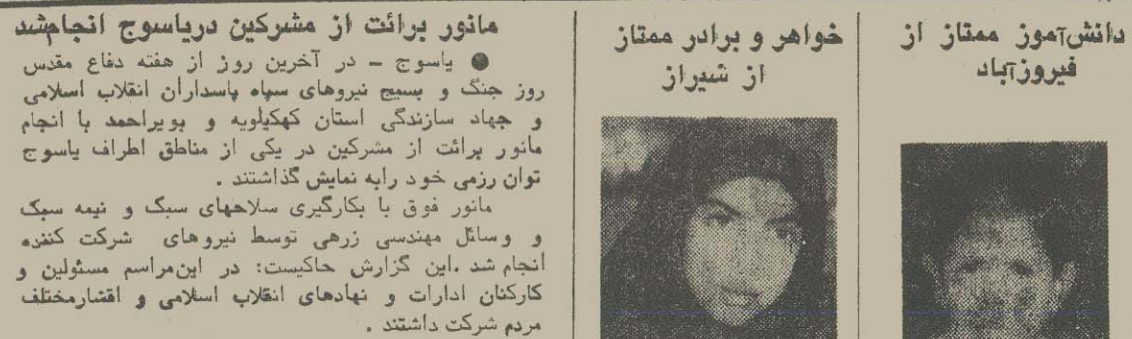 دانش‌آموز ممتاز از
فیروزآباد
خواهر و برادر ممتاز
از شیراز
مانور برائت از مشرکین دریاسوج انجام‌شد
● یاسوج – در آخرین روز از هفته دفاع مقدس
روز جنگ و بسیج نیروهای سپاه پاسداران انقلاب اسلامی
و جهاد سازندگی استان کهکیلویه و بویراحمد با انجام
مانور برائت از مشرکین در یکی از مناطق اطراف یاسوج
توان رزمی خود رابه نمایش گذاشتند .
مانور فوق با بکارگیری سلاحهای سبک و نیمه سبک
و وسائل مهندسی زرهی توسط نیروهای شرکت کننده
انجام شد .این گزارش حاکیست: در این‌مراسم مسئولین و
کارکنان ادارات و نهادهای انقلاب اسلامی و اقشارمختلف
مردم شرکت داشتند .